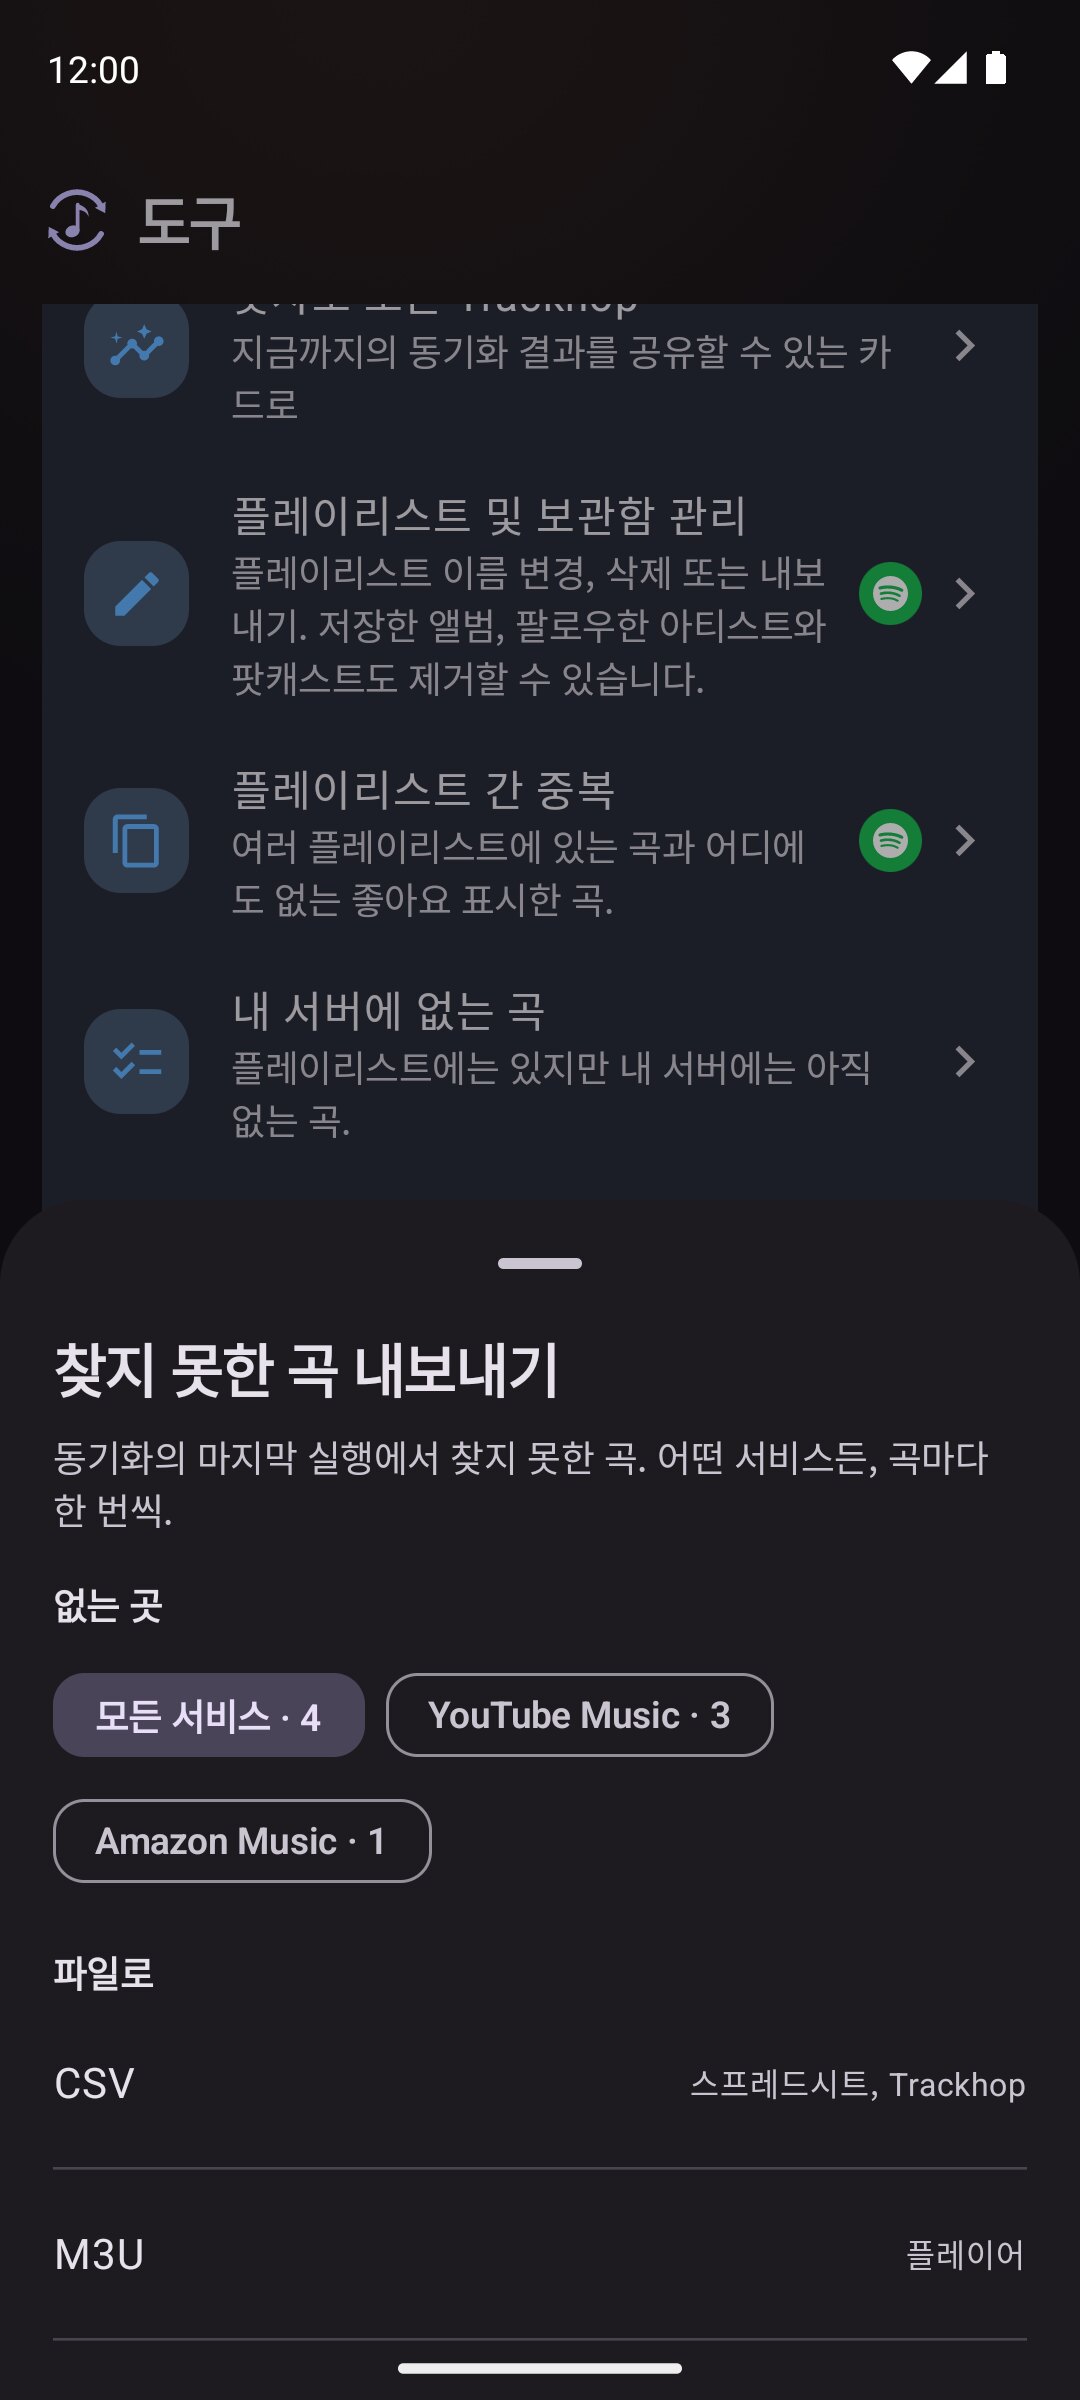 12:00
도구
지금까지의 동기화 결과를 공유할 수 있는 카
드로
플레이리스트 및 보관함 관리
플레이리스트 이름 변경, 삭제 또는 내보
내기. 저장한 앨범, 팔로우한 아티스트와
팟캐스트도 제거할 수 있습니다.
플레이리스트 간 중복
여러 플레이리스트에 있는 곡과 어디에
도 없는 좋아요 표시한 곡.
내 서버에 없는 곡
플레이리스트에는 있지만 내 서버에는 아직
없는 곡.
찾지 못한 곡 내보내기
동기화의 마지막 실행에서 찾지 못한 곡. 어떤 서비스든, 곡마다
한 번씩.
없는 곳
모든 서비스 · 4
YouTube Music · 3
Amazon Music · 1
파일로
CSV
스프레드시트, Trackhop
M3U
플레이어